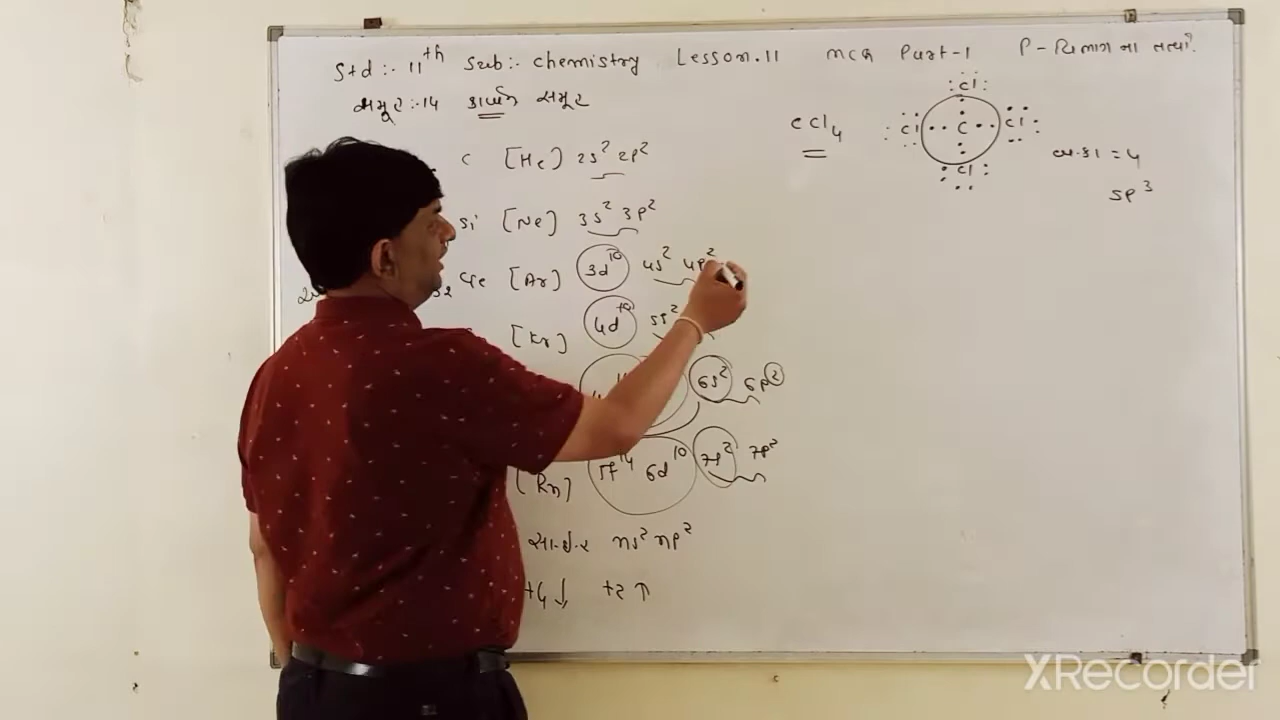 Std :- 11th Sub :- Chemistry Lesson.11 MCQ Part-1 P-વિભાગ ના તત્વો.
સમૂહ :- 14 કાર્બન સમૂહ
C [He] 2s² 2p²
Si [Ne] 3s² 3p²
Ge [Ar] 3d¹⁰ 4s² 4p²
[Kr] 4d¹⁰ 5s²
6s² 6p²
[Rn] 5f¹⁴ 6d¹⁰ 7s² 7p²
ns² np²
+4 ↓ +2 ↑
CCl₄
:Cl:
:Cl : C : Cl:
:Cl:
= 4
sp³
XRecorder